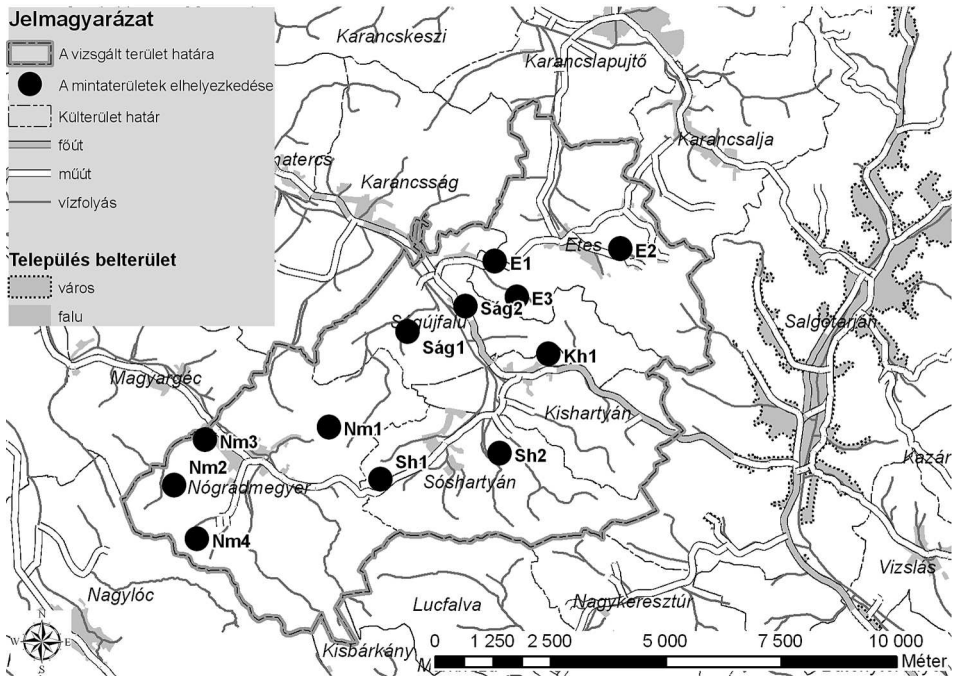 Jelmagyarázat
A vizsgált terület határa
A mintaterületek elhelyezkedése
Külterület határ
főút
műút
vízfolyás
Település belterület
város
falu
Karancskeszi
Karancslapujtő
Karancsalja
Karancsság
Etes
E2
E1
E3
Ság2
Ságújfalu
Ság1
Salgótarján
Kh1
Magyargéc
Kishartyán
Nm1
Nm3
Sh2
Sh1
Kazár
Nm2
Nógrádmegyer
Sóshartyán
Nm4
Vizslás
Nagylóc
Lucfalva
Nagykeresztúr
Kisbárkány
N
W E
S
0 1 250 2 500 5 000 7 500 10 000
Méter